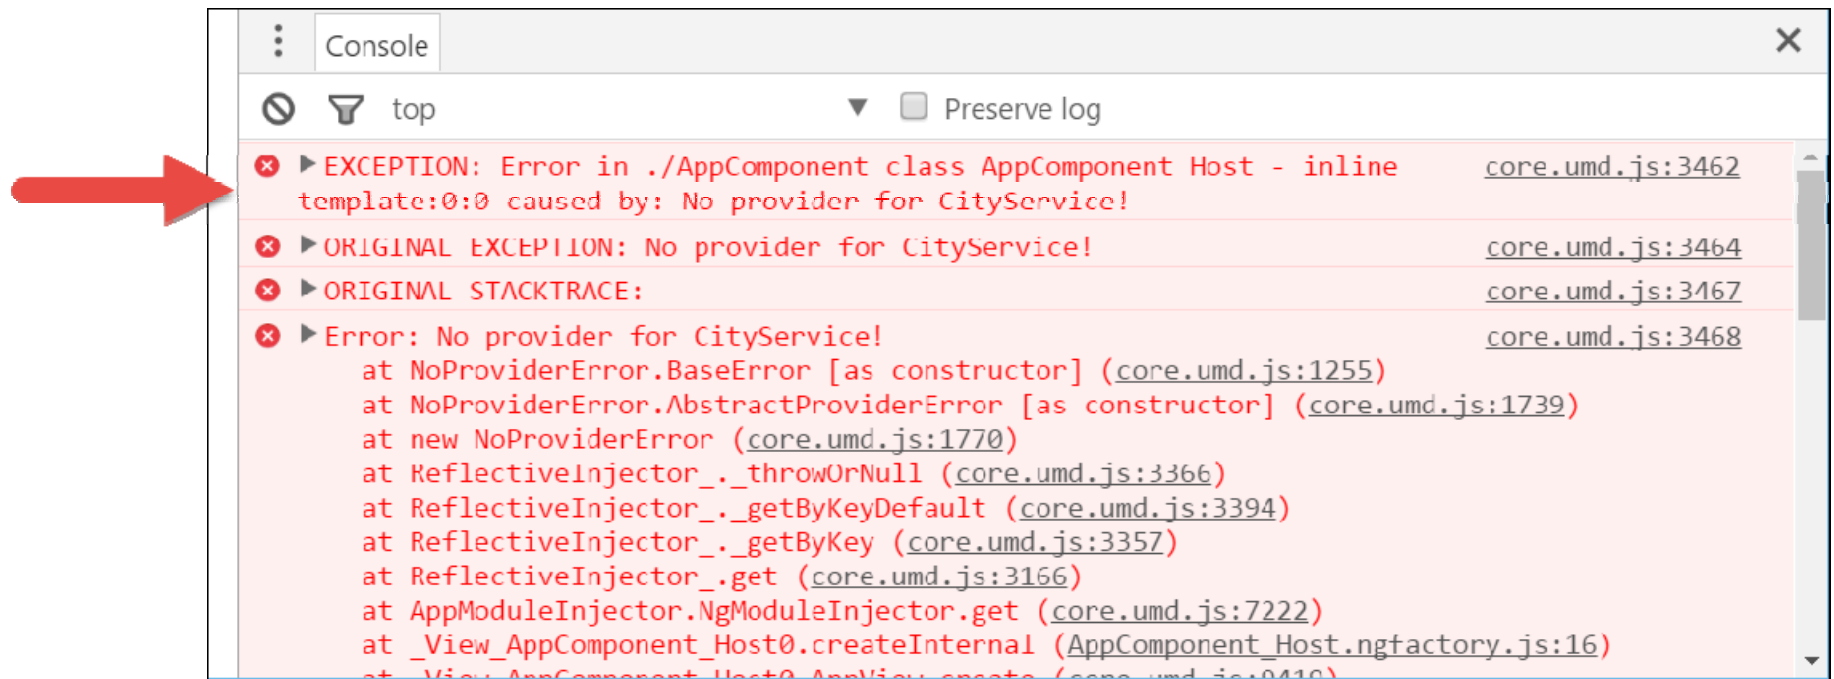 Console
top
Preserve log
EXCEPTION: Error in ./AppComponent class AppComponent Host - inline core.umd.js:3462
template:0:0 caused by: No provider for CityService!
ORIGINAL EXCEPTION: No provider for CityService! core.umd.js:3464
ORIGINAL STACKTRACE: core.umd.js:3467
Error: No provider for CityService! core.umd.js:3468
at NoProviderError.BaseError [as constructor] (core.umd.js:1255)
at NoProviderError.AbstractProviderError [as constructor] (core.umd.js:1739)
at new NoProviderError (core.umd.js:1770)
at ReflectiveInjector_._throwOrNull (core.umd.js:3366)
at ReflectiveInjector_._getByKeyDefault (core.umd.js:3394)
at ReflectiveInjector_._getByKey (core.umd.js:3357)
at ReflectiveInjector_.get (core.umd.js:3166)
at AppModuleInjector.NgModuleInjector.get (core.umd.js:7222)
at _View_AppComponent_Host0.createInternal (AppComponent_Host.ngfactory.js:16)
at _View_AppComponent_Host0.AppView.create